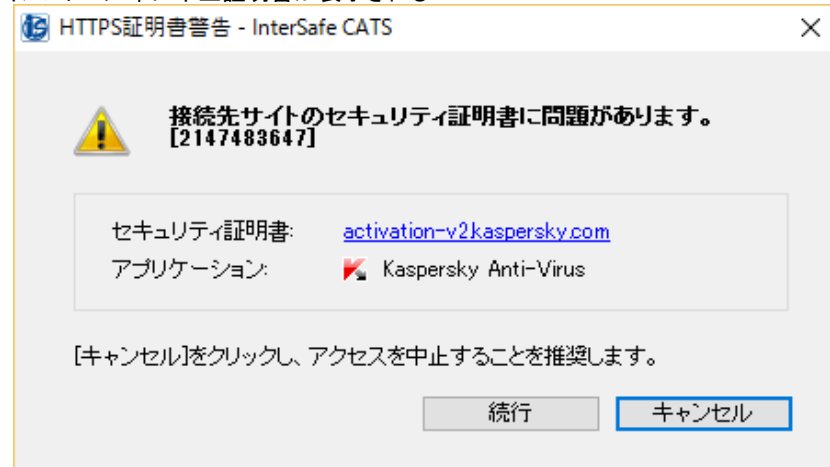 HTTPS証明書警告 - InterSafe CATS
接続先サイトのセキュリティ証明書に問題があります。
[2147483647]
セキュリティ証明書: activation-v2.kaspersky.com
アプリケーション: Kaspersky Anti-Virus
[キャンセル]をクリックし、アクセスを中止することを推奨します。
続行 キャンセル